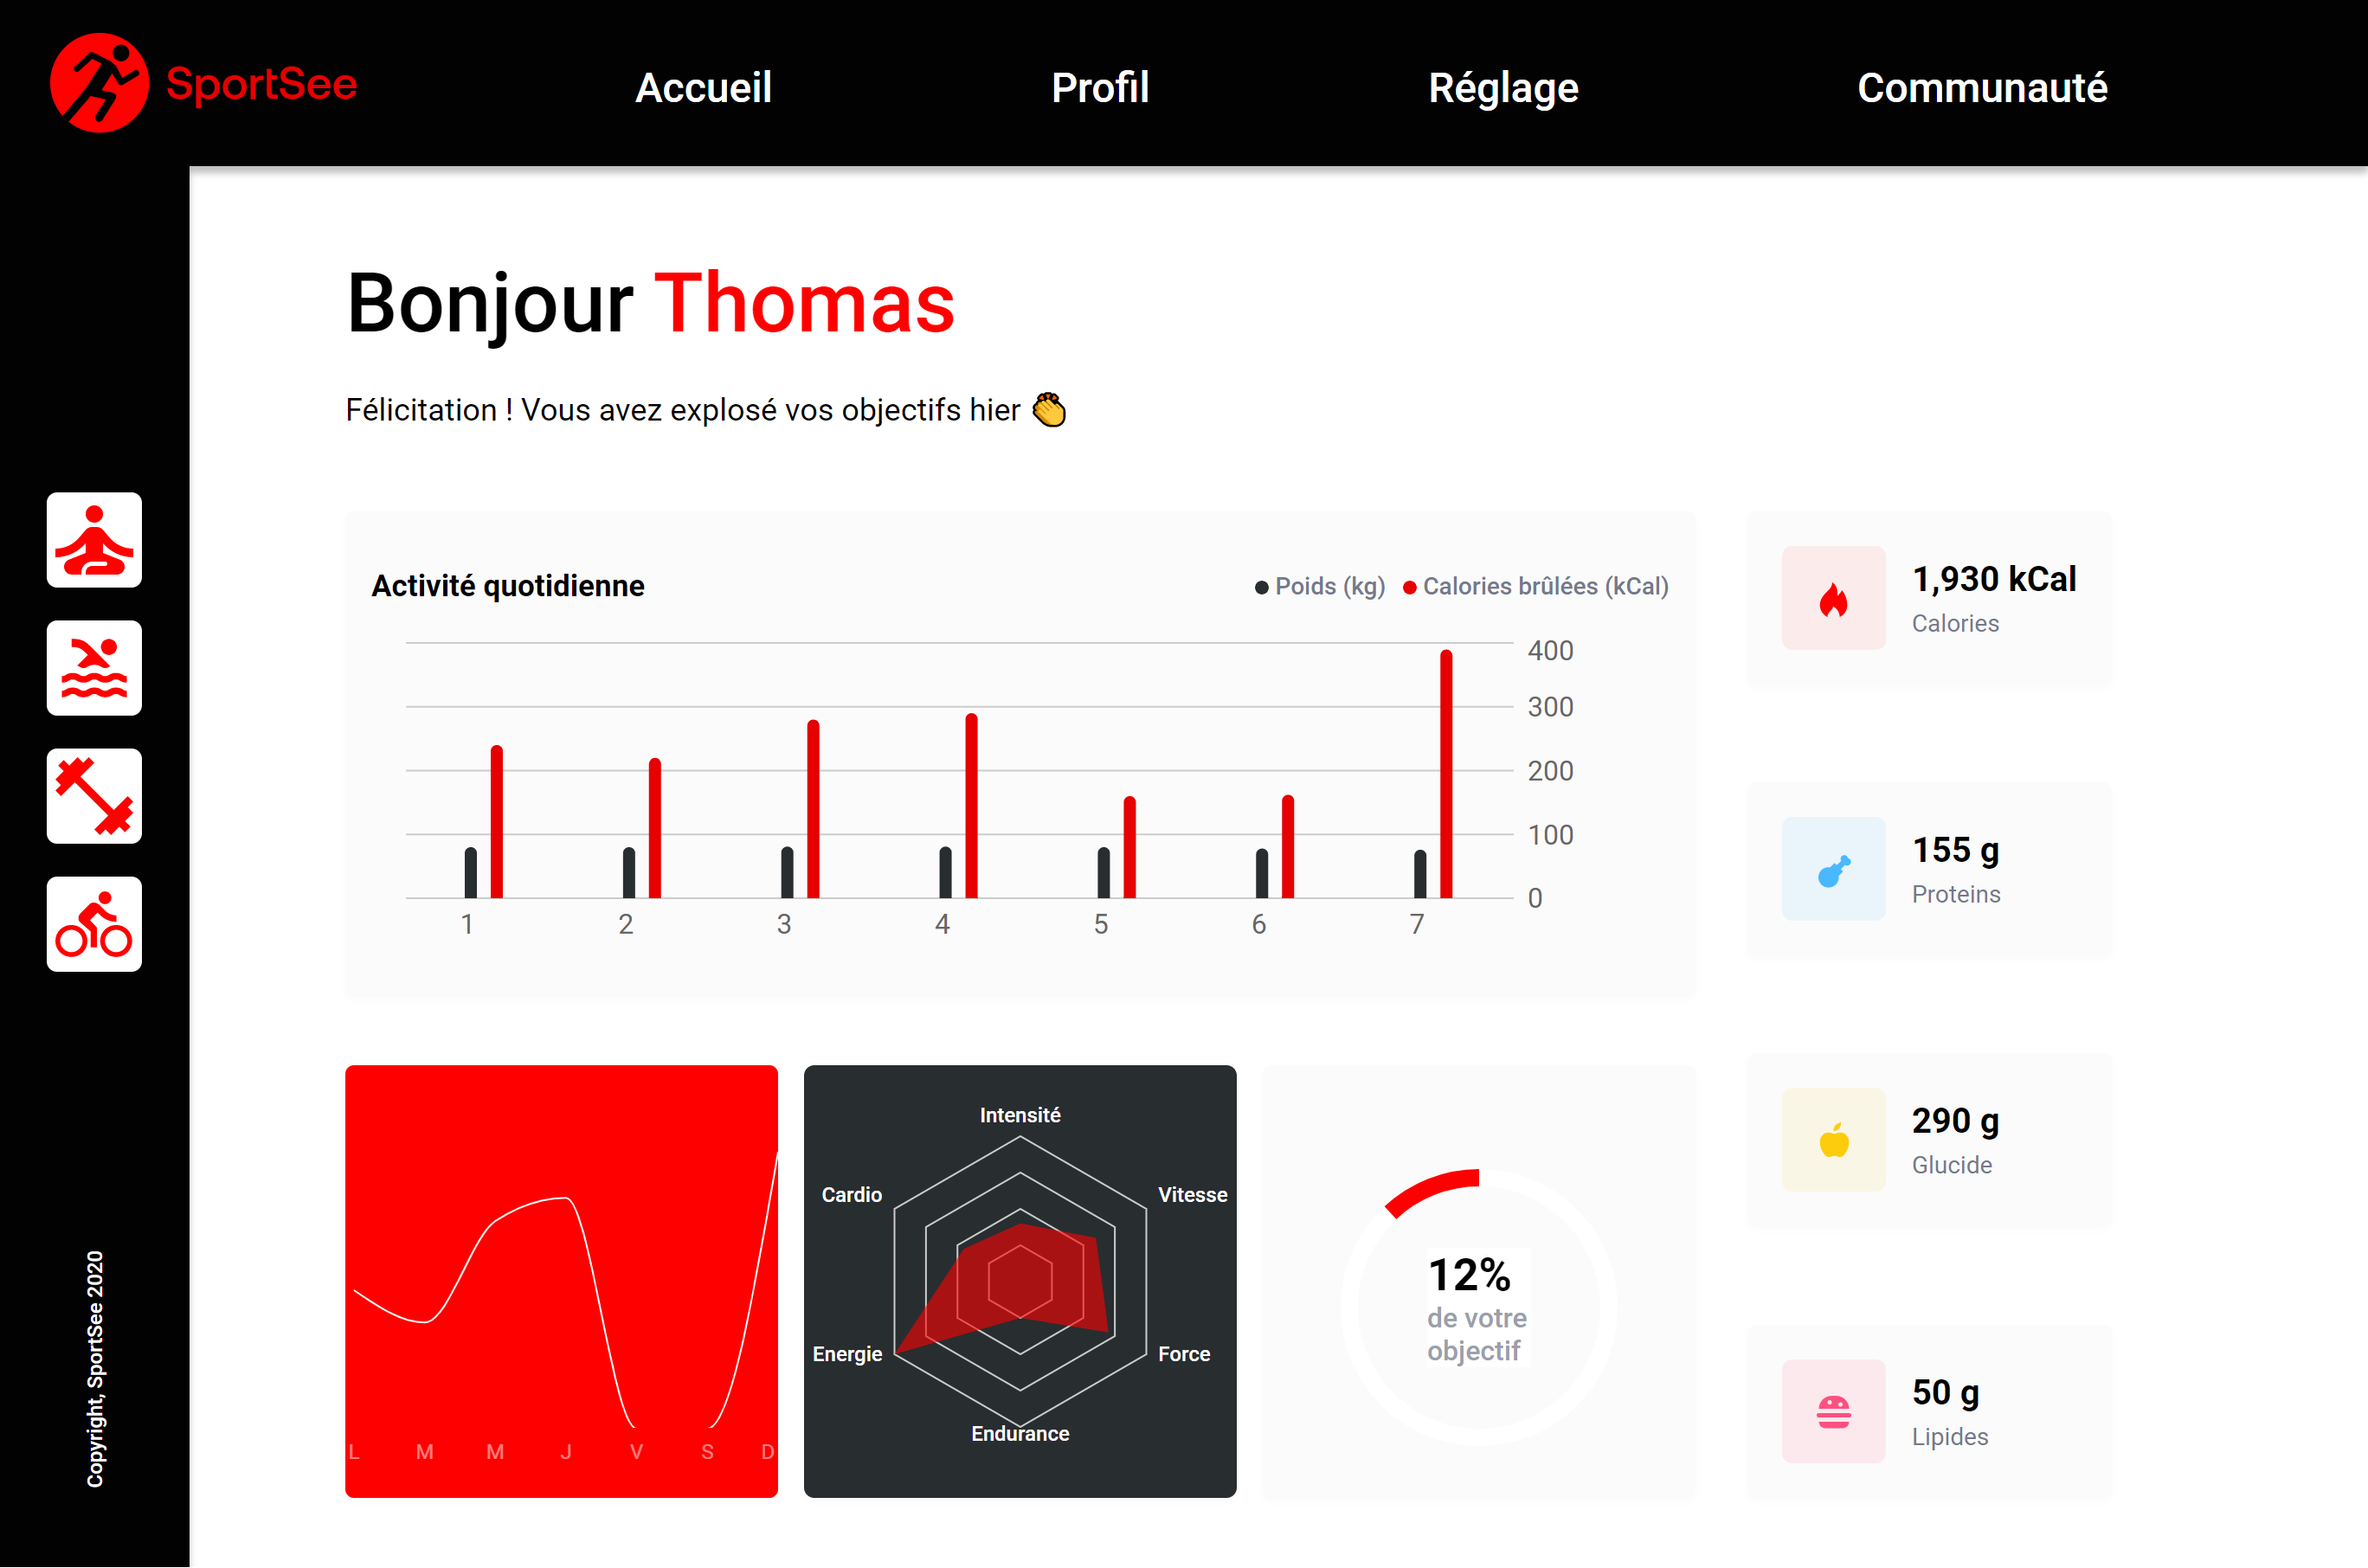 SportSee
Accueil
Profil
Réglage
Communauté
Bonjour Thomas
Félicitation ! Vous avez explosé vos objectifs hier 👏
Activité quotidienne
Poids (kg)
Calories brûlées (kCal)
400
300
200
100
0
1
2
3
4
5
6
7
1,930 kCal
Calories
155 g
Proteins
290 g
Glucide
50 g
Lipides
L
M
M
J
V
S
D
Intensité
Vitesse
Force
Endurance
Energie
Cardio
12%
de votre
objectif
Copyright, SportSee 2020